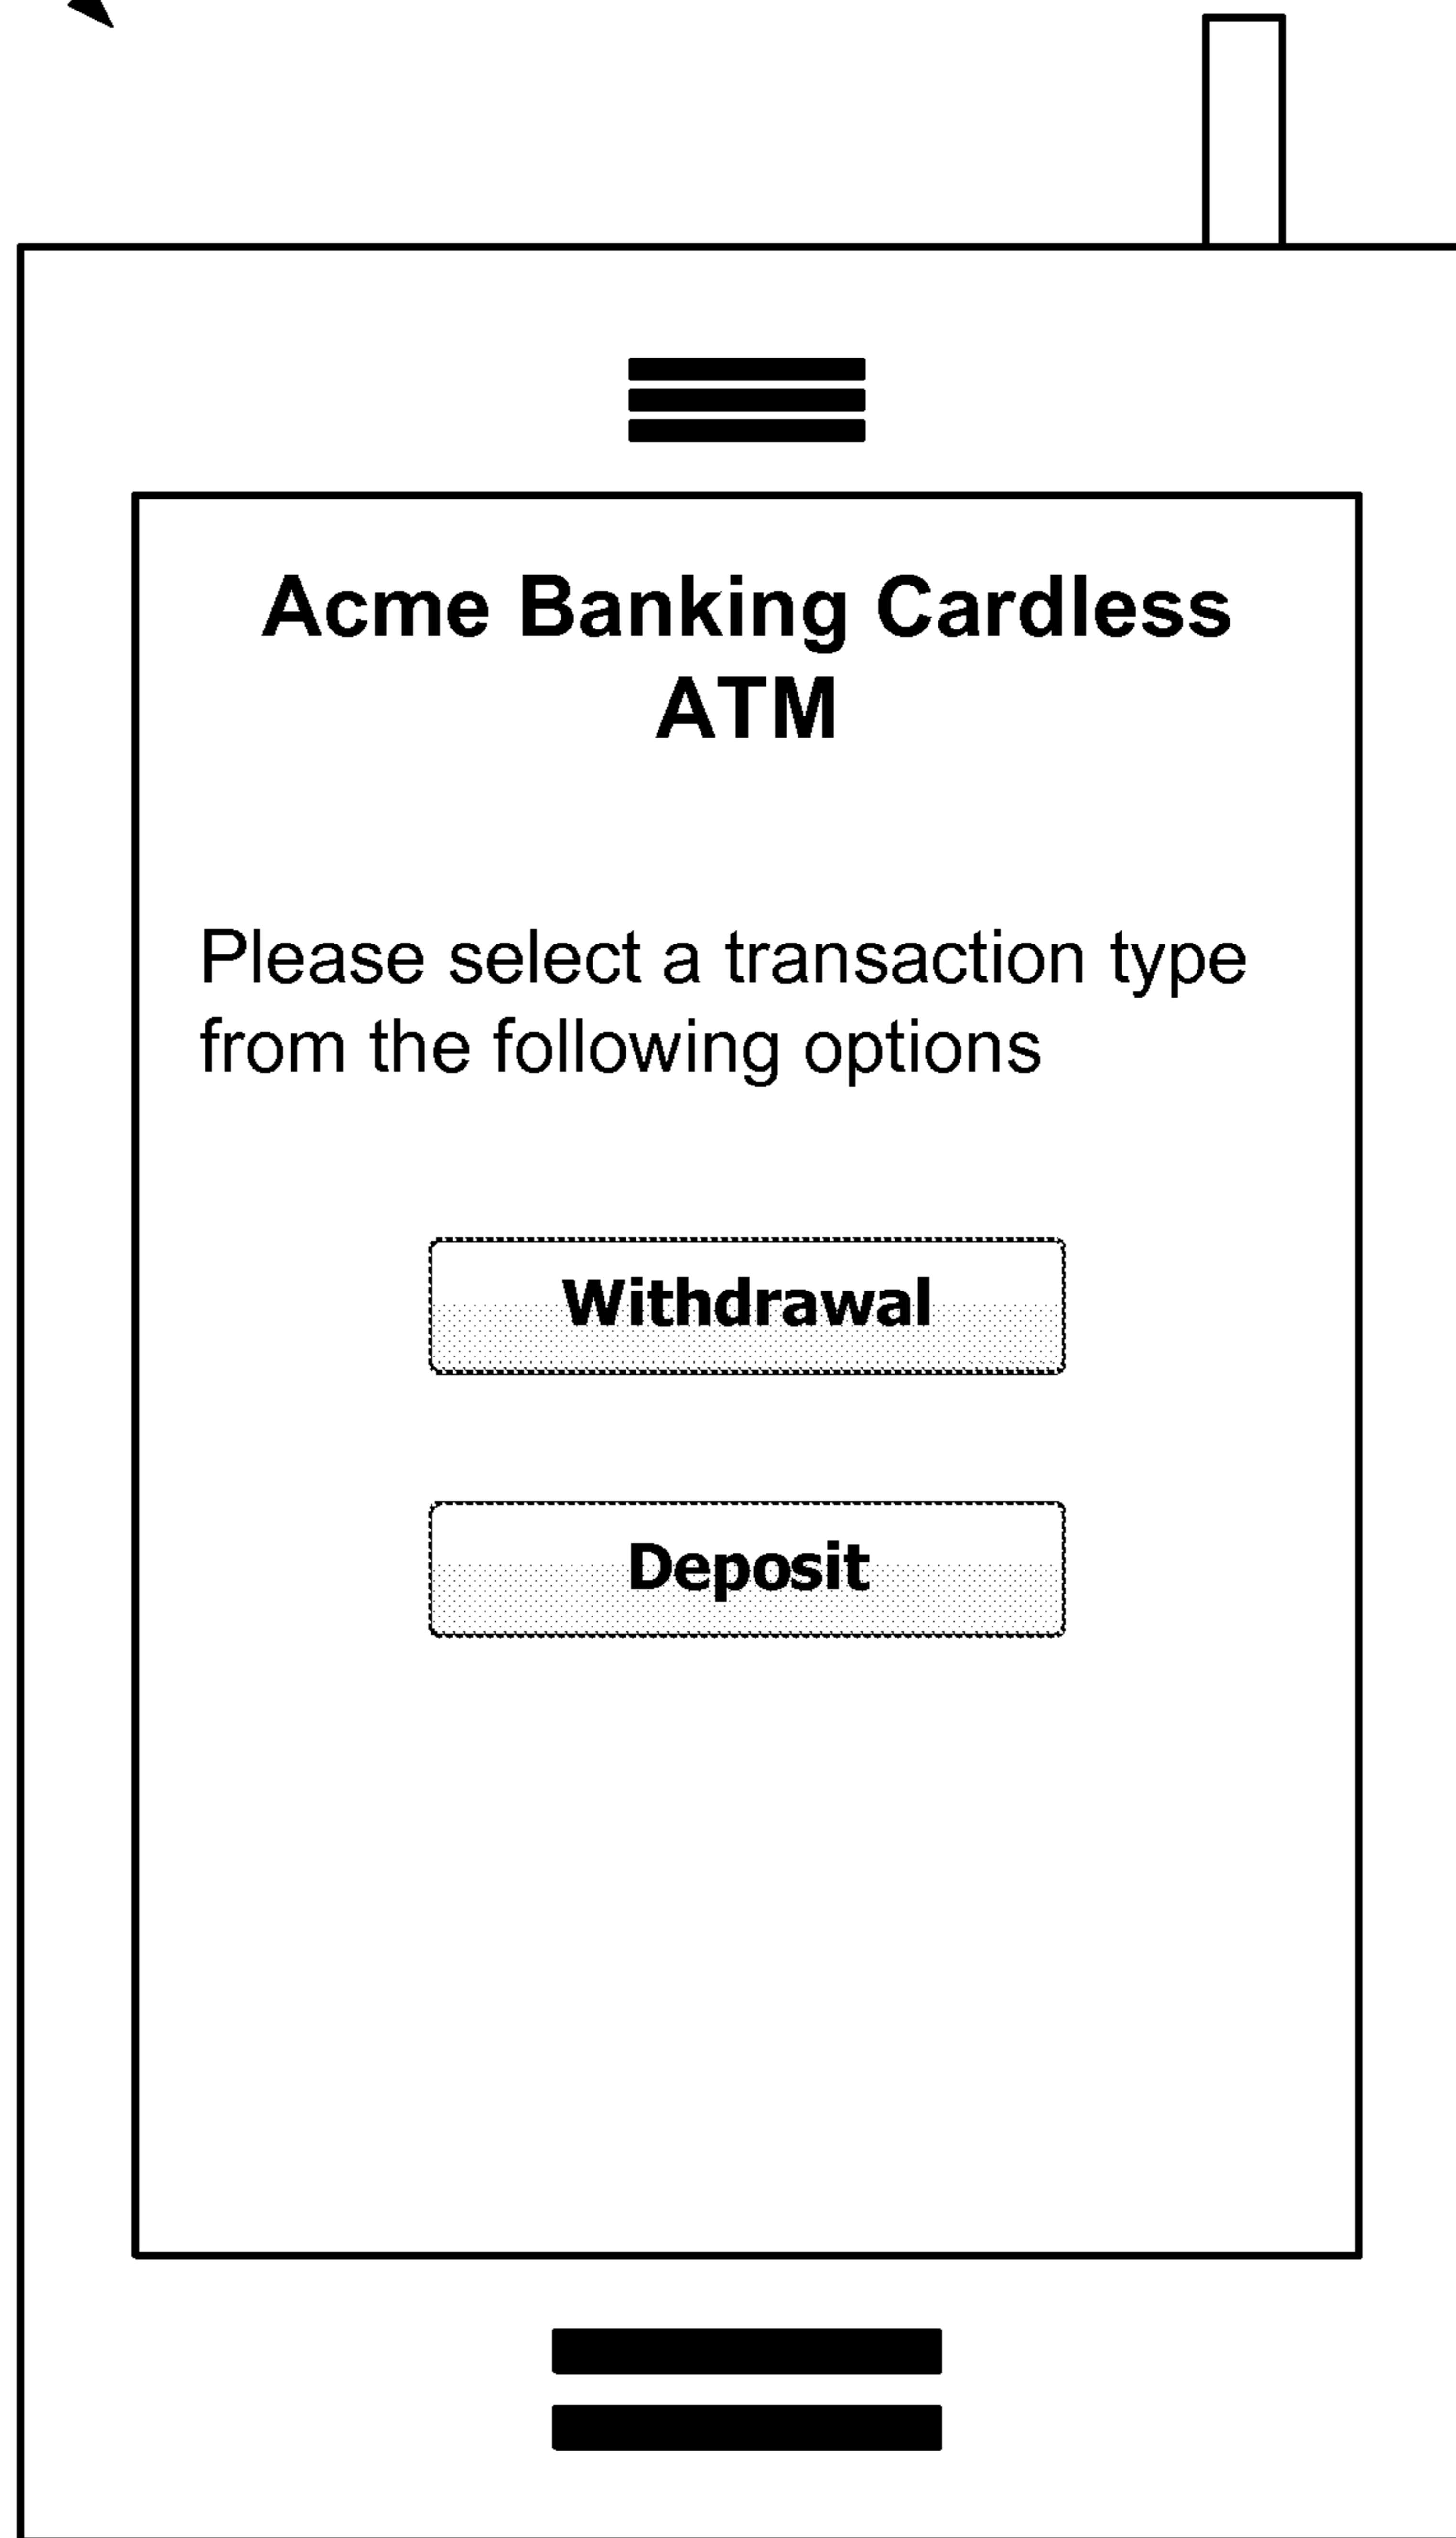 Acme Banking Cardless
ATM
Please select a transaction type
from the following options
Withdrawal
Deposit